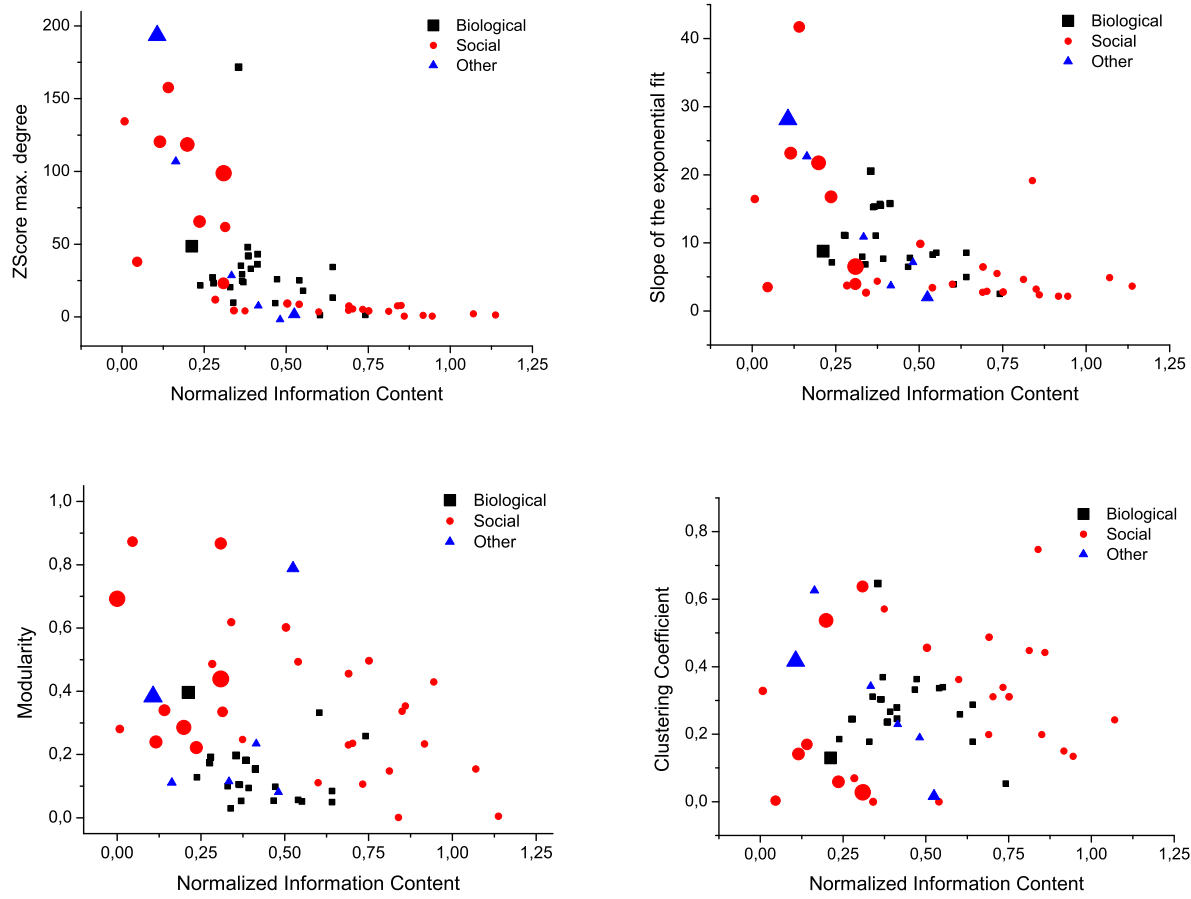 200
150
100
50
0
ZScore max. degree
Biological
Social
Other
0,00 0,25 0,50 0,75 1,00 1,25
Normalized Information Content
40
30
20
10
0
Slope of the exponential fit
Biological
Social
Other
0,00 0,25 0,50 0,75 1,00 1,25
Normalized Information Content
1,0
0,8
0,6
0,4
0,2
0,0
Modularity
Biological
Social
Other
0,00 0,25 0,50 0,75 1,00 1,25
Normalized Information Content
0,8
0,6
0,4
0,2
0,0
Clustering Coefficient
Biological
Social
Other
0,00 0,25 0,50 0,75 1,00 1,25
Normalized Information Content